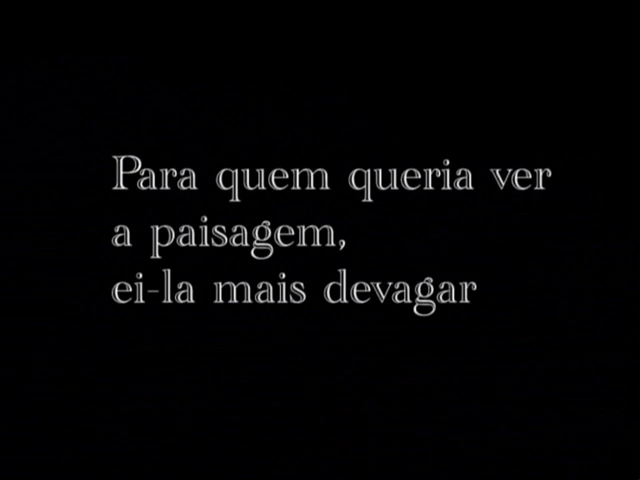 Para quem queria ver
a paisagem,
ei-la mais devagar